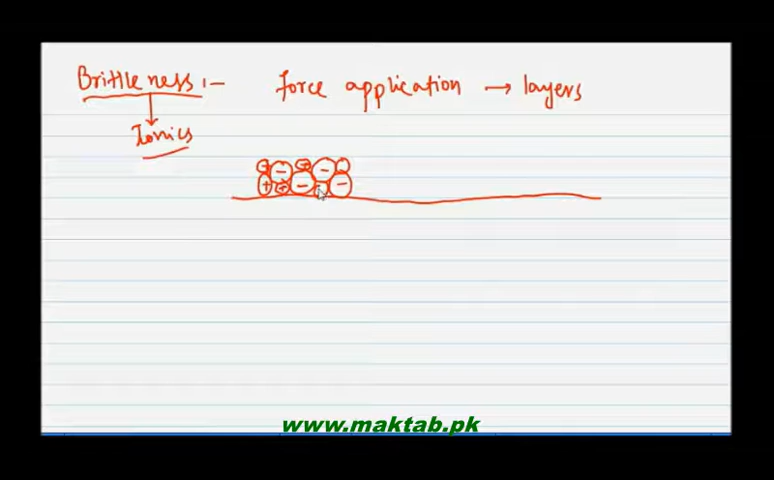 Brittleness :- force application → layers
Ionics
+ - + -
+ + - -
www.maktab.pk